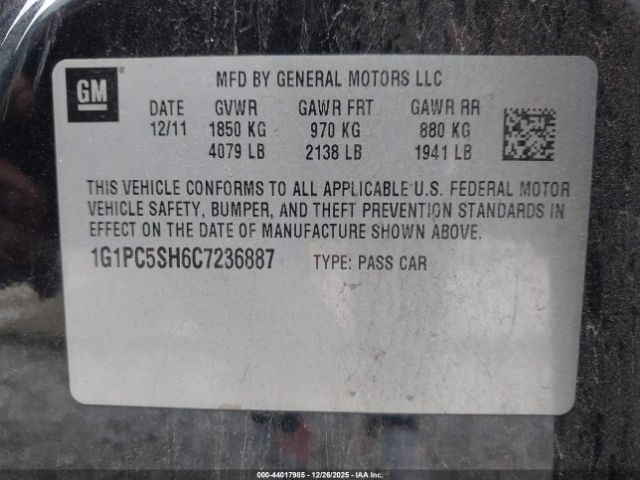 GM
MFD BY GENERAL MOTORS LLC
DATE GVWR GAWR FRT GAWR RR
12/11 1850 KG 970 KG 880 KG
4079 LB 2138 LB 1941 LB
THIS VEHICLE CONFORMS TO ALL APPLICABLE U.S. FEDERAL MOTOR
VEHICLE SAFETY, BUMPER, AND THEFT PREVENTION STANDARDS IN
EFFECT ON THE DATE OF MANUFACTURE SHOWN ABOVE.
1G1PC5SH6C7236887 TYPE: PASS CAR
000-44017985 | 12/26/2025 | IAAI.COM